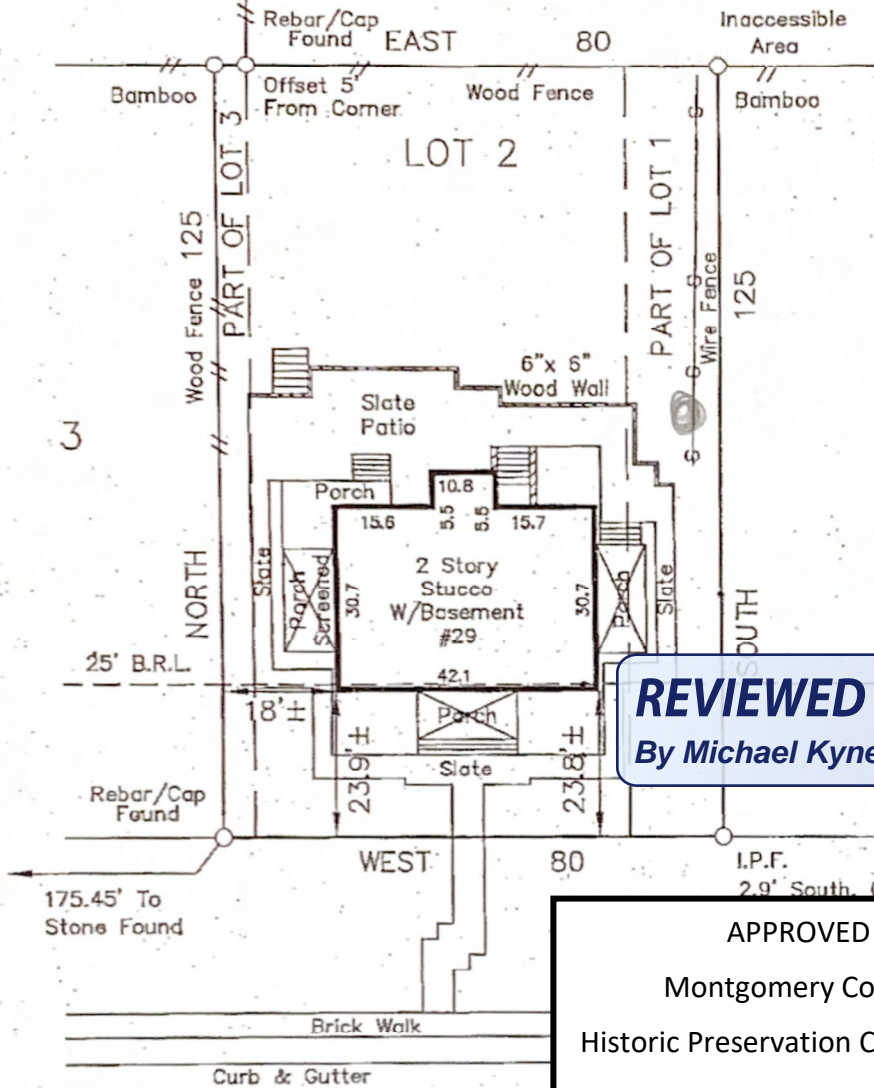 Rebar/Cap
Found
EAST
80
Inaccessible
Area
Bamboo
Offset 5'
From Corner
Wood Fence
Bamboo
LOT 2
PART OF LOT 3
Wood Fence
125
PART OF LOT 1
Wire Fence
125
3
6"x 6"
Wood Wall
Slate
Patio
Porch
10.8
15.6
5.5
5.5
15.7
2 Story
Stucco
W/Basement
#29
30.7
30.7
42.1
Slate
Porch
Screened
Porch
Slate
NORTH
SOUTH
25' B.R.L.
18'±
Porch
Slate
23.9'±
23.8'±
REVIEWED
By Michael Kyne
Rebar/Cap
Found
WEST
80
I.P.F.
2.9' South,
175.45' To
Stone Found
APPROVED
Montgomery Co
Historic Preservation C
Brick Walk
Curb & Gutter